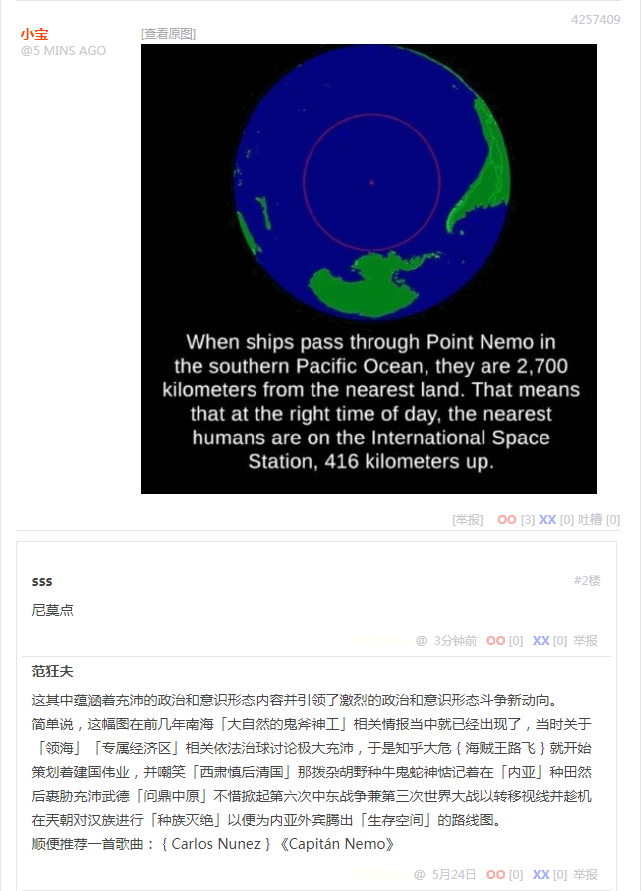 4257409
小宝
@5 MINS AGO
[查看原图]
When ships pass through Point Nemo in
the southern Pacific Ocean, they are 2,700
kilometers from the nearest land. That means
that at the right time of day, the nearest
humans are on the International Space
Station, 416 kilometers up.
[举报] OO [3] XX [0] 吐槽 [0]
sss #2楼
尼莫点
@ 3分钟前 OO [0] XX [0] 举报
范狂夫
这其中蕴涵着充沛的政治和意识形态内容并引领了激烈的政治和意识形态斗争新动向。
简单说，这幅图在前几年南海「大自然的鬼斧神工」相关情报当中就已经出现了，当时关于
「领海」「专属经济区」相关依法治球讨论极大充沛，于是知乎大危｛海贼王路飞｝就开始
策划着建国伟业，并嘲笑「西肃慎后清国」那拨杂胡野种牛鬼蛇神惦记着在「内亚」种田然
后裹胁充沛武德「问鼎中原」不惜掀起第六次中东战争兼第三次世界大战以转移视线并趁机
在天朝对汉族进行「种族灭绝」以便为内亚外宾腾出「生存空间」的路线图。
顺便推荐一首歌曲：｛Carlos Nunez｝《Capitán Nemo》
@ 5月24日 OO [0] XX [0] 举报